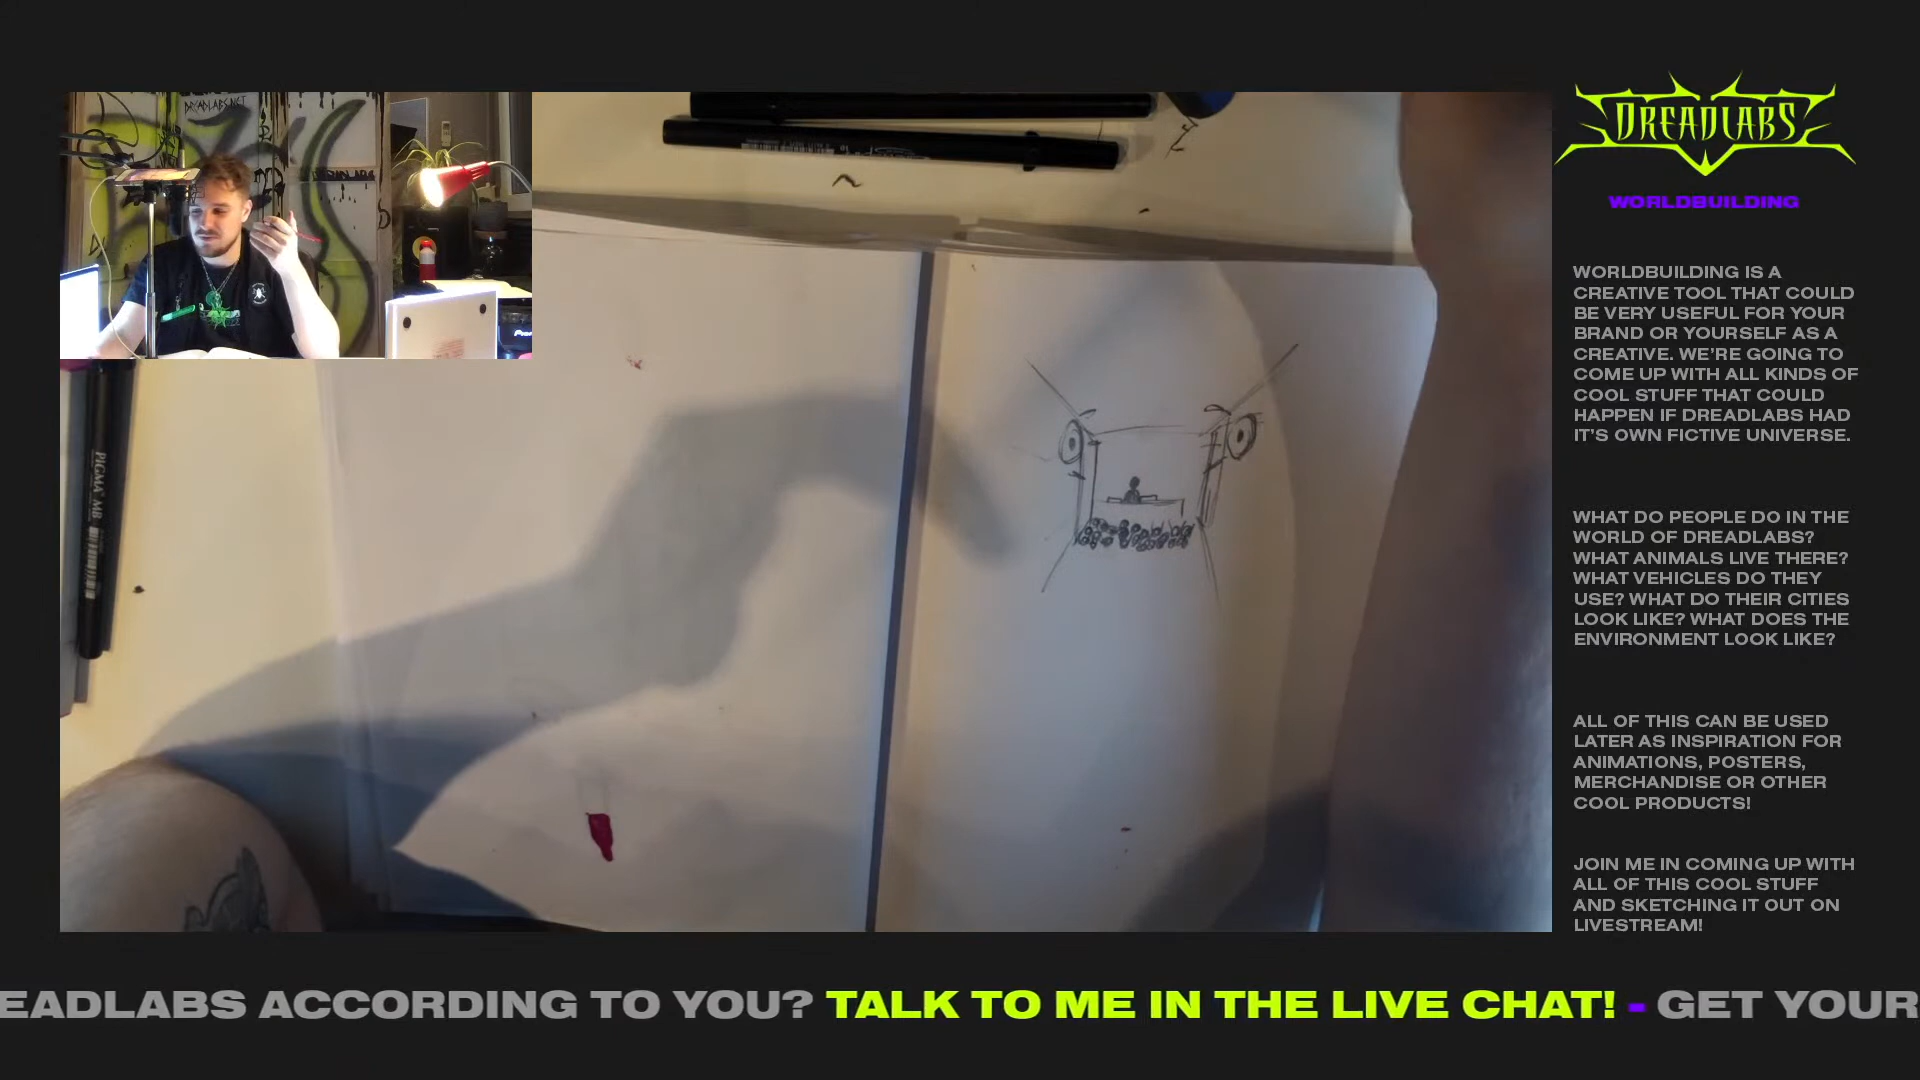 DREADLABS.NET
DREADLABS
WORLDBUILDING
WORLDBUILDING IS A
CREATIVE TOOL THAT COULD
BE VERY USEFUL FOR YOUR
BRAND OR YOURSELF AS A
CREATIVE. WE'RE GOING TO
COME UP WITH ALL KINDS OF
COOL STUFF THAT COULD
HAPPEN IF DREADLABS HAD
IT'S OWN FICTIVE UNIVERSE.
WHAT DO PEOPLE DO IN THE
WORLD OF DREADLABS?
WHAT ANIMALS LIVE THERE?
WHAT VEHICLES DO THEY
USE? WHAT DO THEIR CITIES
LOOK LIKE? WHAT DOES THE
ENVIRONMENT LOOK LIKE?
ALL OF THIS CAN BE USED
LATER AS INSPIRATION FOR
ANIMATIONS, POSTERS,
MERCHANDISE OR OTHER
COOL PRODUCTS!
JOIN ME IN COMING UP WITH
ALL OF THIS COOL STUFF
AND SKETCHING IT OUT ON
LIVESTREAM!
PIGMA MB
EADLABS ACCORDING TO YOU? TALK TO ME IN THE LIVE CHAT! - GET YOUR